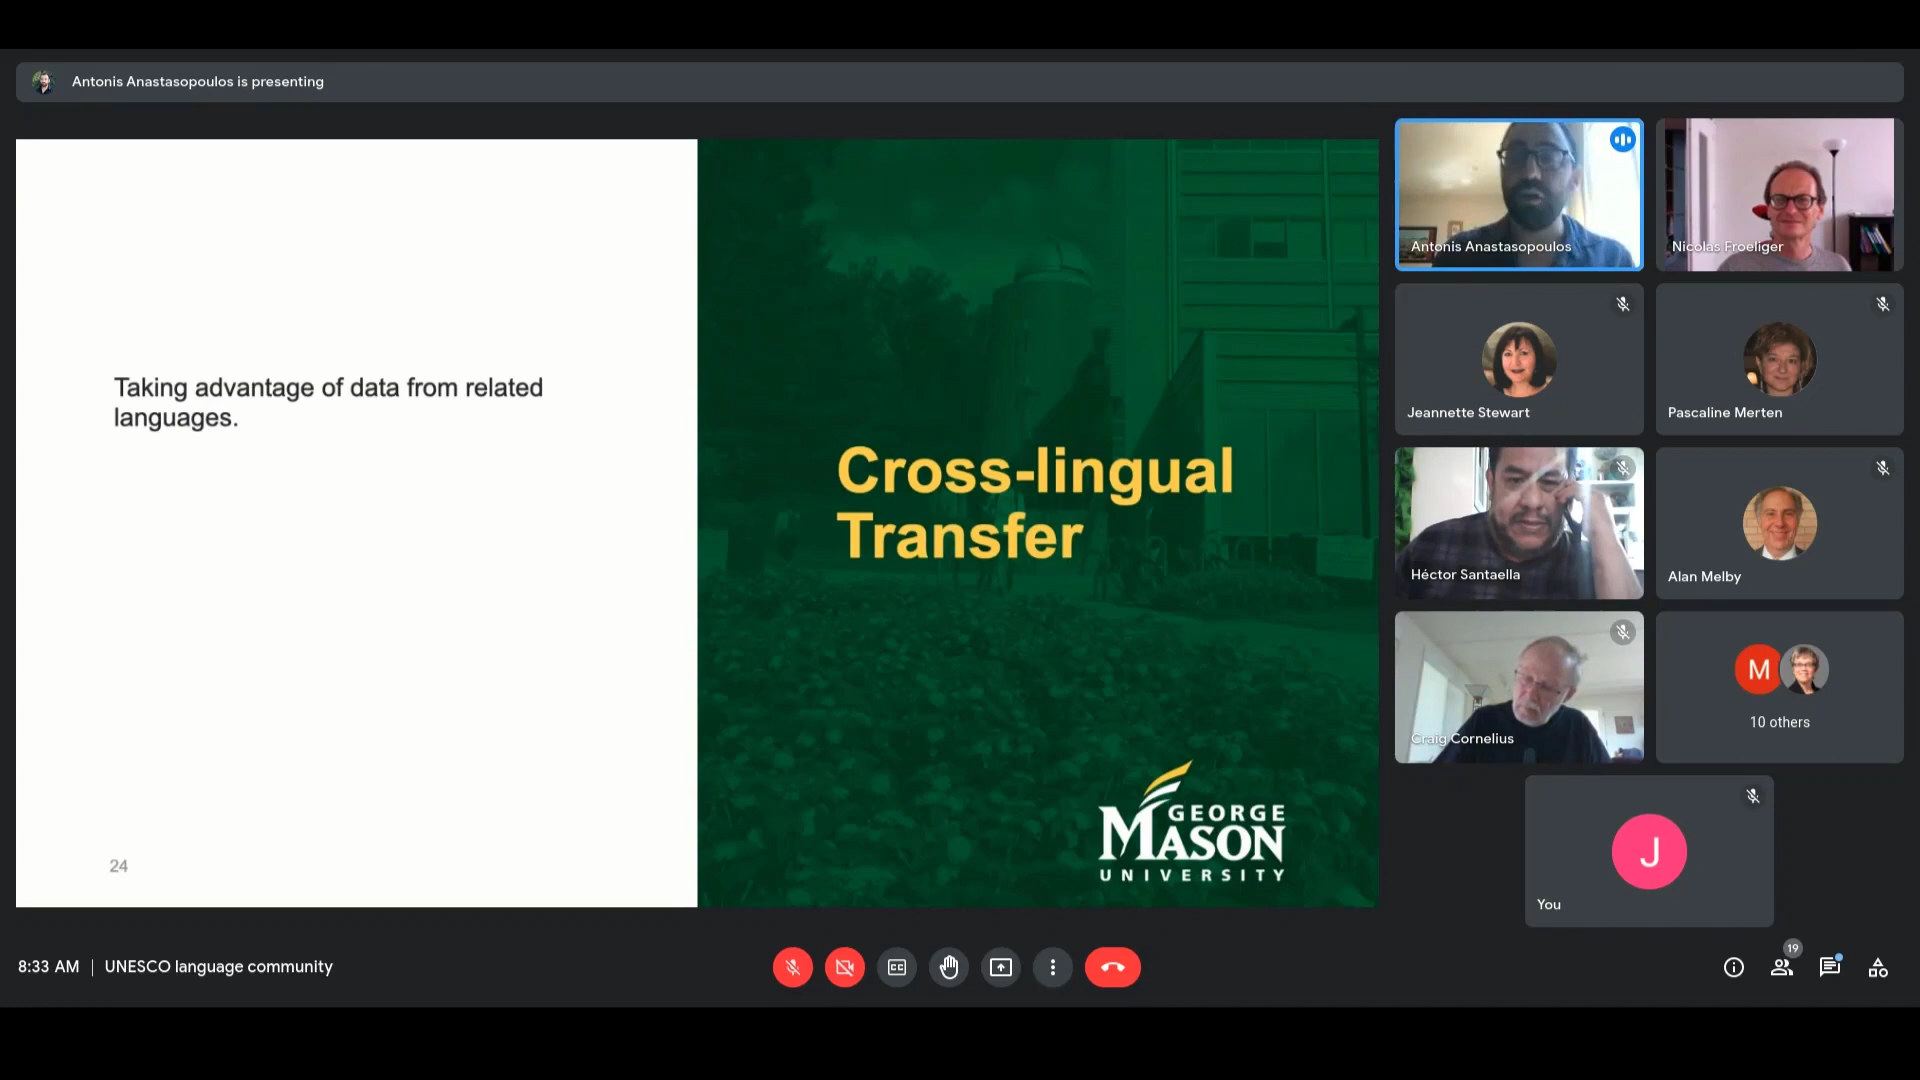 Antonis Anastasopoulos is presenting
Taking advantage of data from related
languages.
24
Cross-lingual
Transfer
GEORGE
MASON
UNIVERSITY
Antonis Anastasopoulos
Nicolas Froeliger
Jeannette Stewart
Pascaline Merten
Héctor Santaella
Alan Melby
Craig Cornelius
M
10 others
J
You
8:33 AM | UNESCO language community
CC
19